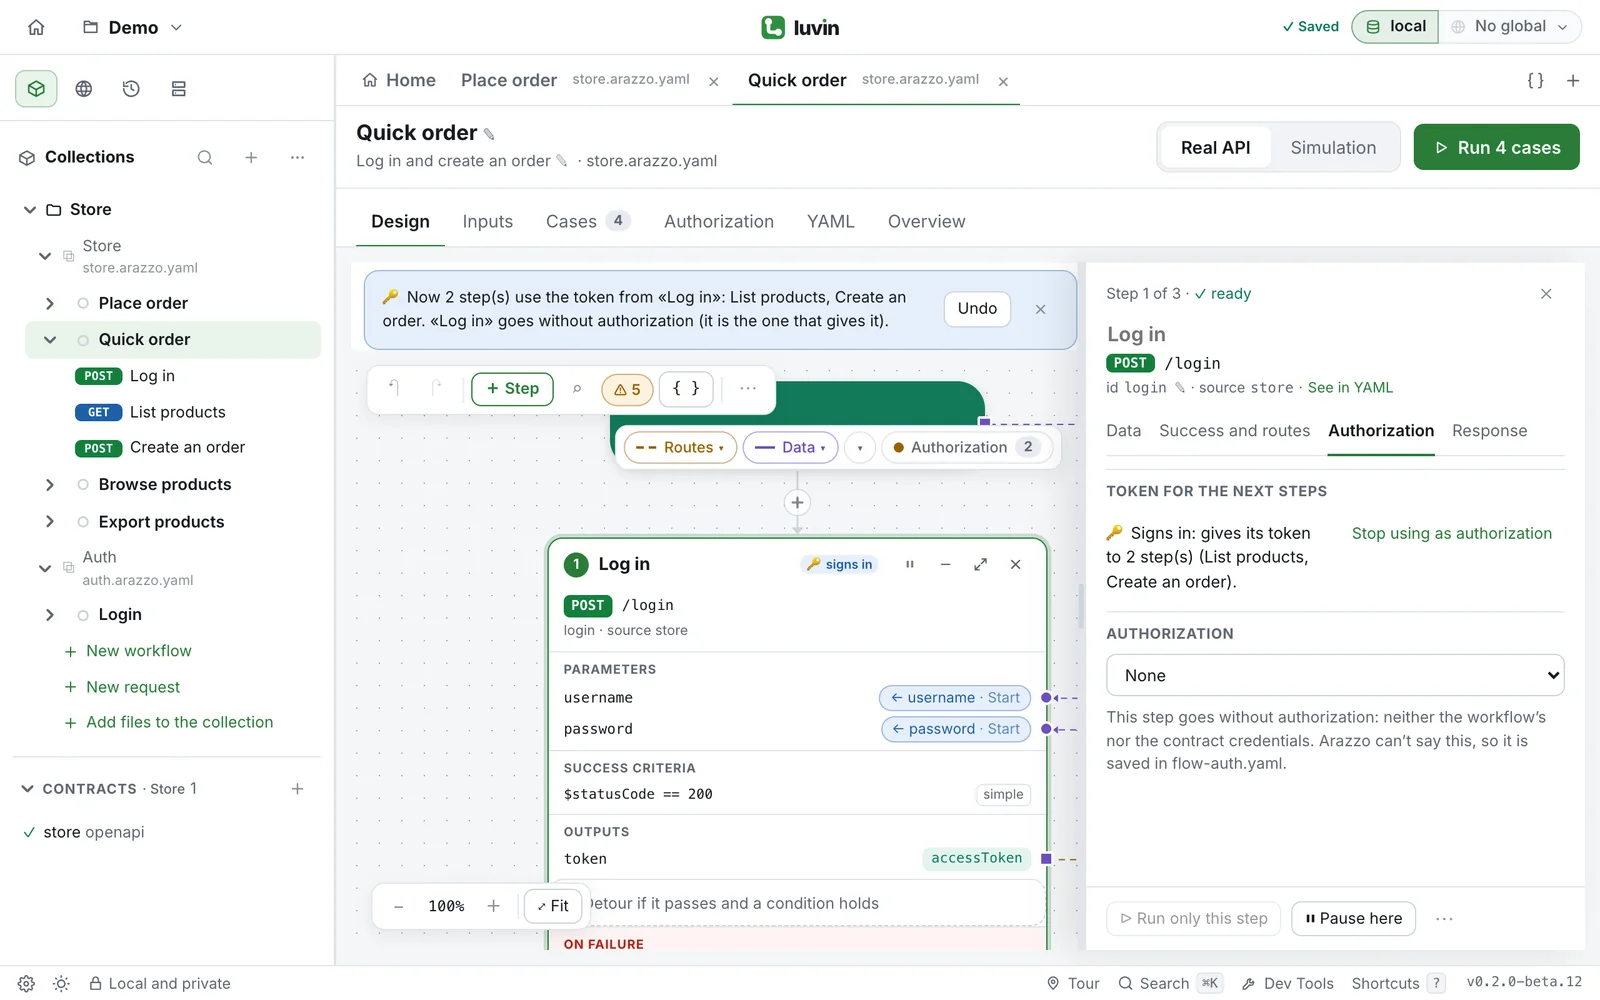 Demo
luvin
Saved
local
No global
Home
Place order store.arazzo.yaml
Quick order store.arazzo.yaml
Collections
Store
Store
store.arazzo.yaml
Place order
Quick order
POST Log in
GET List products
POST Create an order
Browse products
Export products
Auth
auth.arazzo.yaml
Login
+ New workflow
+ New request
+ Add files to the collection
CONTRACTS · Store 1
store openapi
Quick order
Log in and create an order · store.arazzo.yaml
Real API
Simulation
Run 4 cases
Design
Inputs
Cases 4
Authorization
YAML
Overview
Now 2 step(s) use the token from «Log in»: List products, Create an
order. «Log in» goes without authorization (it is the one that gives it).
Undo
+ Step
5
{ }
Routes
Data
Authorization 2
1 Log in
signs in
POST /login
login · source store
PARAMETERS
username ← username · Start
password ← password · Start
SUCCESS CRITERIA
$statusCode == 200 simple
OUTPUTS
token accessToken
Detour if it passes and a condition holds
ON FAILURE
− 100% +
Fit
Step 1 of 3 · ✓ ready
Log in
POST /login
id login · source store · See in YAML
Data
Success and routes
Authorization
Response
TOKEN FOR THE NEXT STEPS
Signs in: gives its token
to 2 step(s) (List products,
Create an order).
Stop using as authorization
AUTHORIZATION
None
This step goes without authorization: neither the workflow’s
nor the contract credentials. Arazzo can’t say this, so it is
saved in flow-auth.yaml.
Run only this step
Pause here
Local and private
Tour
Search ⌘K
Dev Tools
Shortcuts ?
v0.2.0-beta.12